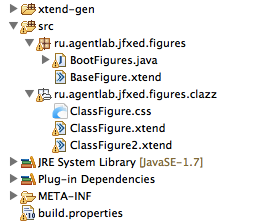 xtend-gen
src
ru.agentlab.jfxed.figures
BootFigures.java
BaseFigure.xtend
ru.agentlab.jfxed.figures.clazz
ClassFigure.css
ClassFigure.xtend
ClassFigure2.xtend
JRE System Library [JavaSE-1.7]
Plug-in Dependencies
META-INF
build.properties